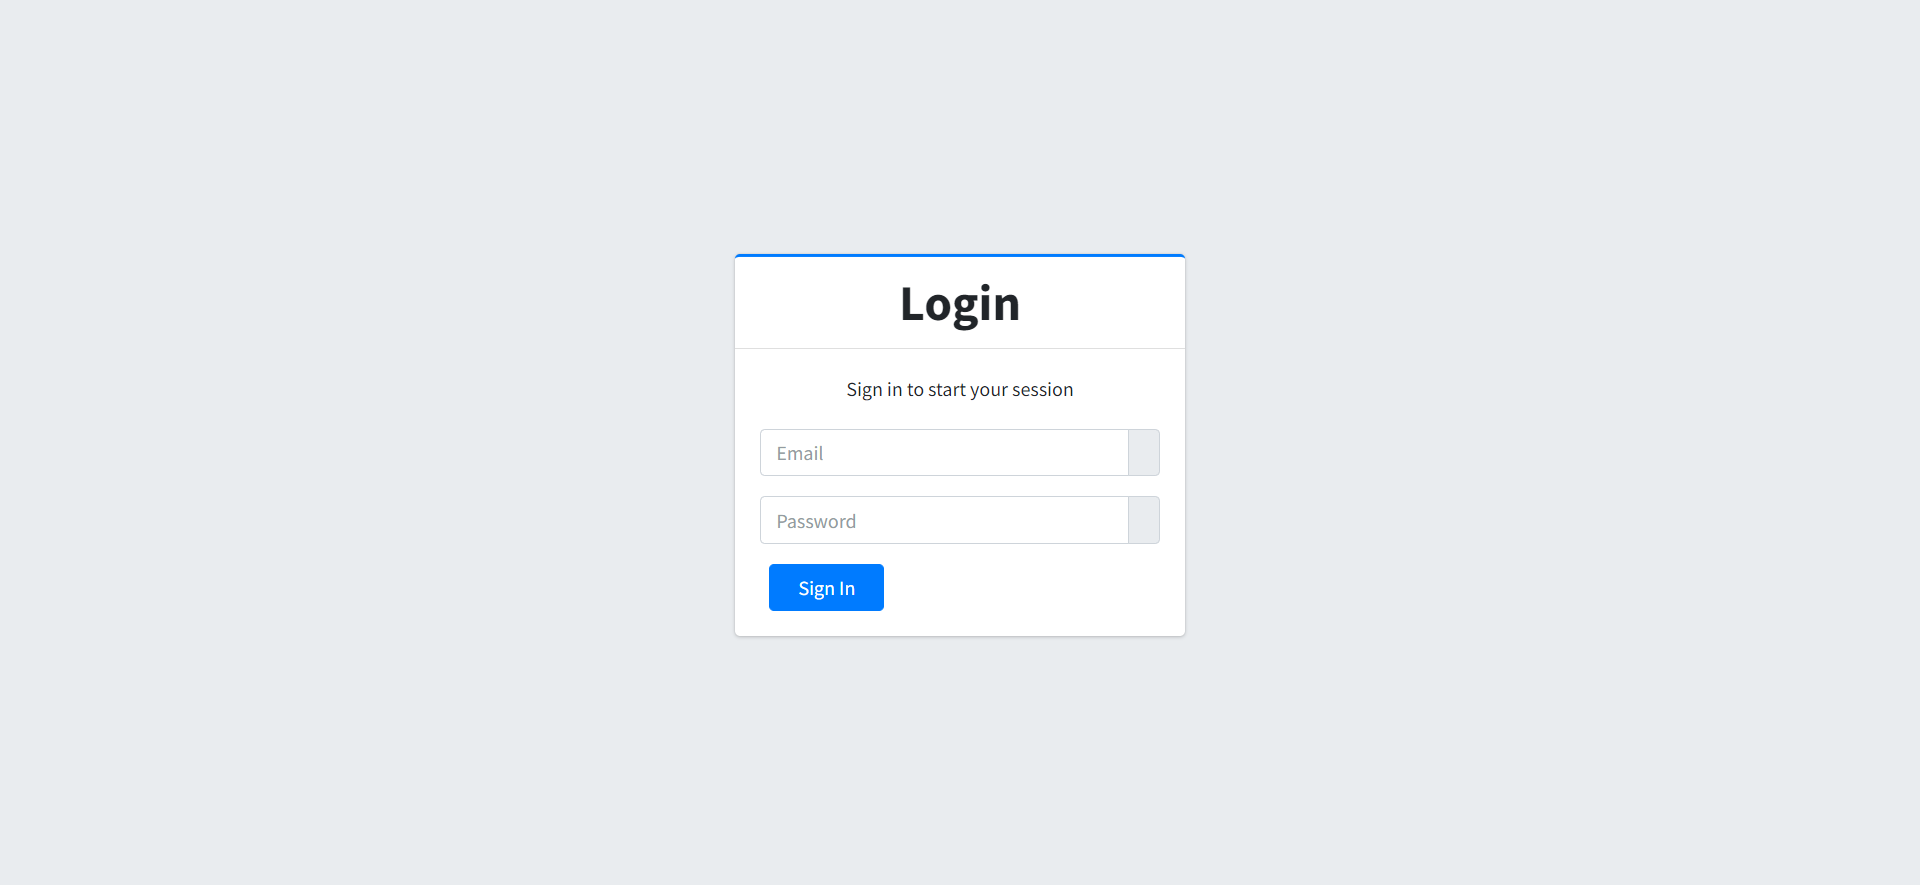 Login
Sign in to start your session
Email
Password
Sign In